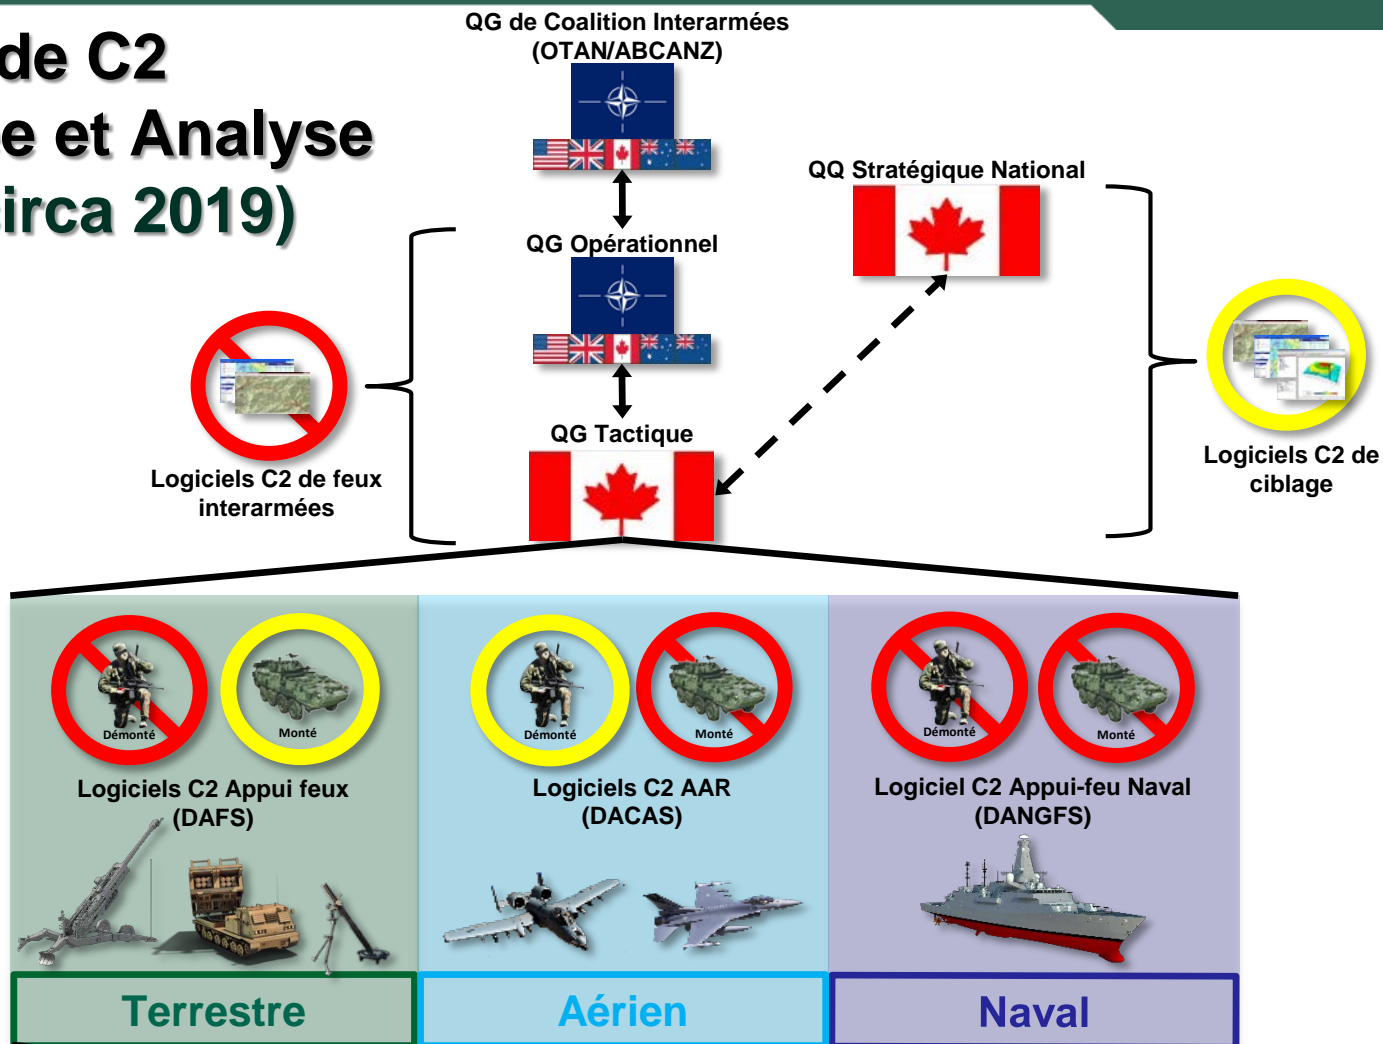 de C2
e et Analyse
irca 2019)
QG de Coalition Interarmées
(OTAN/ABCANZ)
QQ Stratégique National
QG Opérationnel
QG Tactique
Logiciels C2 de feux
interarmées
Logiciels C2 de
ciblage
Démonté
Monté
Démonté
Monté
Démonté
Monté
Logiciels C2 Appui feux
(DAFS)
Logiciels C2 AAR
(DACAS)
Logiciel C2 Appui-feu Naval
(DANGFS)
Terrestre
Aérien
Naval